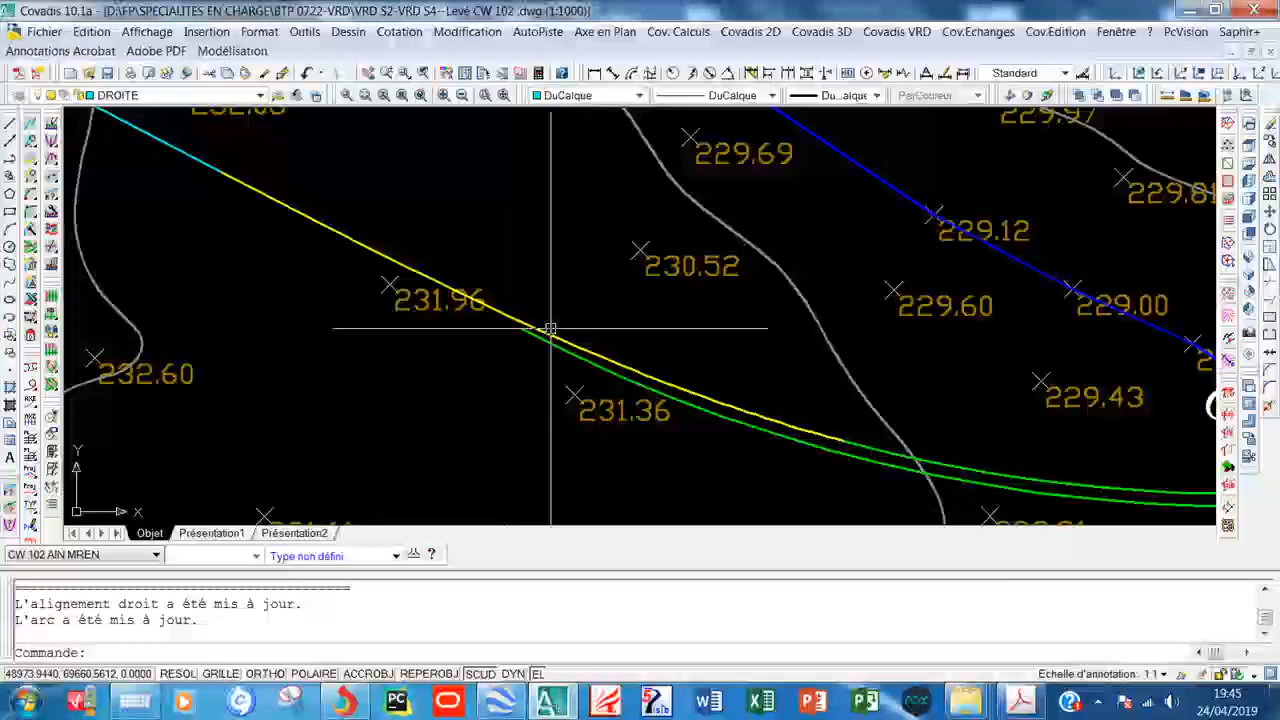 Covadis 10.1a - [D:\FP\SPECIALITES EN CHARGE\BTP 0722-VRD\VRD S2-VRD S4--Levé CW 102 .dwg (1:1000)]
Fichier Edition Affichage Insertion Format Outils Dessin Cotation Modification AutoPiste Axe en Plan Cov. Calculs Covadis 2D Covadis 3D Covadis VRD Cov.Echanges Cov.Edition Fenêtre ? PcVision Saphir+
Annotations Acrobat Adobe PDF Modélisation
Standard
DROITE DuCalque DuCalque Du...alque ParCouleur
229.97
229.69
229.81
229.12
230.52
231.96
229.60
229.00
232.60
229.43
231.36
Y
X
Objet Présentation1 Présentation2
CW 102 AIN MREN Type non défini ?
L'alignement droit a été mis à jour.
L'arc a été mis à jour.
Commande:
48973.9440, 69660.5612, 0.0000 RESOL GRILLE ORTHO POLAIRE ACCROBJ REPEROBJ SCUD DYN EL Echelle d'annotation: 1:1
19:45
24/04/2019